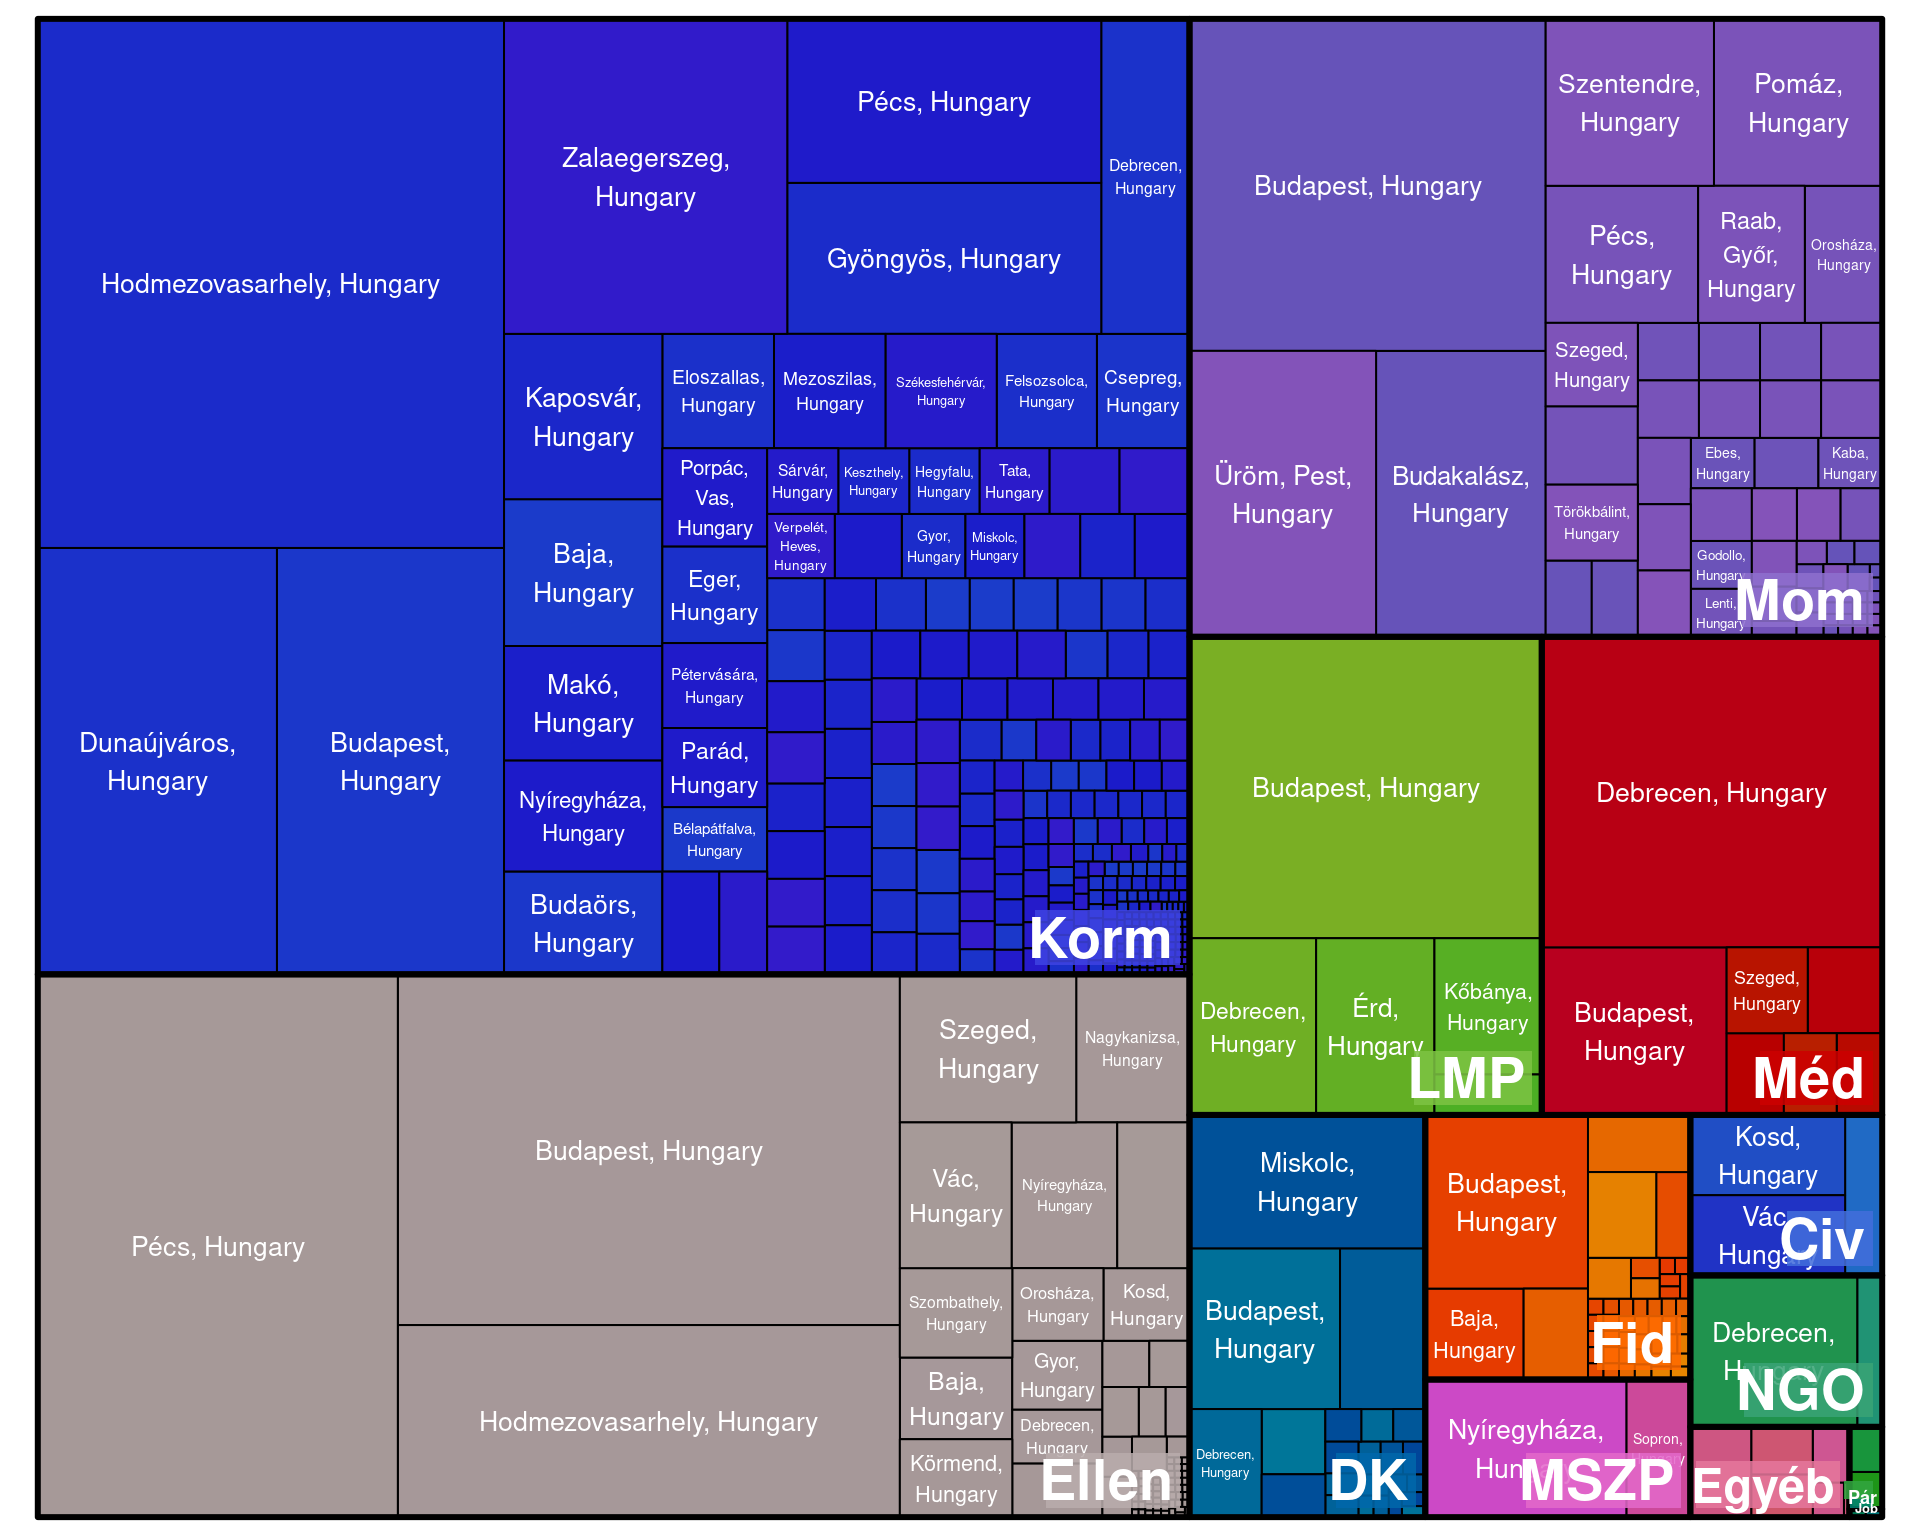 Hodmezovasarhely, Hungary
Dunaújváros,
Hungary
Budapest,
Hungary
Zalaegerszeg,
Hungary
Pécs, Hungary
Gyöngyös, Hungary
Debrecen,
Hungary
Kaposvár,
Hungary
Baja,
Hungary
Makó,
Hungary
Nyíregyháza,
Hungary
Budaörs,
Hungary
Eloszallas,
Hungary
Mezoszilas,
Hungary
Székesfehérvár,
Hungary
Felsozsolca,
Hungary
Csepreg,
Hungary
Porpác,
Vas,
Hungary
Eger,
Hungary
Pétervására,
Hungary
Parád,
Hungary
Bélapátfalva,
Hungary
Sárvár,
Hungary
Keszthely,
Hungary
Hegyfalu,
Hungary
Tata,
Hungary
Verpelét,
Heves,
Hungary
Gyor,
Hungary
Miskolc,
Hungary
Korm
Budapest, Hungary
Üröm, Pest,
Hungary
Budakalász,
Hungary
Szentendre,
Hungary
Pomáz,
Hungary
Pécs,
Hungary
Raab,
Győr,
Hungary
Orosháza,
Hungary
Szeged,
Hungary
Törökbálint,
Hungary
Ebes,
Hungary
Kaba,
Hungary
Godollo,
Hungary
Lenti,
Hungary
Mom
Budapest, Hungary
Debrecen,
Hungary
Érd,
Hungary
Kőbánya,
Hungary
LMP
Debrecen, Hungary
Budapest,
Hungary
Szeged,
Hungary
Méd
Pécs, Hungary
Budapest, Hungary
Hodmezovasarhely, Hungary
Szeged,
Hungary
Nagykanizsa,
Hungary
Vác,
Hungary
Nyíregyháza,
Hungary
Szombathely,
Hungary
Orosháza,
Hungary
Kosd,
Hungary
Baja,
Hungary
Gyor,
Hungary
Debrecen,
Hungary
Körmend,
Hungary
Ellen
Miskolc,
Hungary
Budapest,
Hungary
Debrecen,
Hungary
DK
Budapest,
Hungary
Baja,
Hungary
Fid
Nyíregyháza,
Sopron,
MSZP
Kosd,
Hungary
Vác
Hungary
Civ
Debrecen,
NGO
Egyéb
Pár
Job